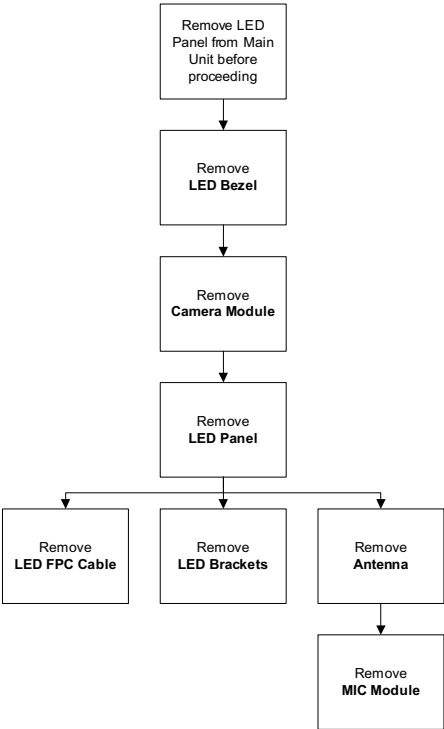 Remove LED
Panel from Main
Unit before
proceeding
Remove
LED Bezel
Remove
Camera Module
Remove
LED Panel
Remove
LED FPC Cable
Remove
LED Brackets
Remove
Antenna
Remove
MIC Module